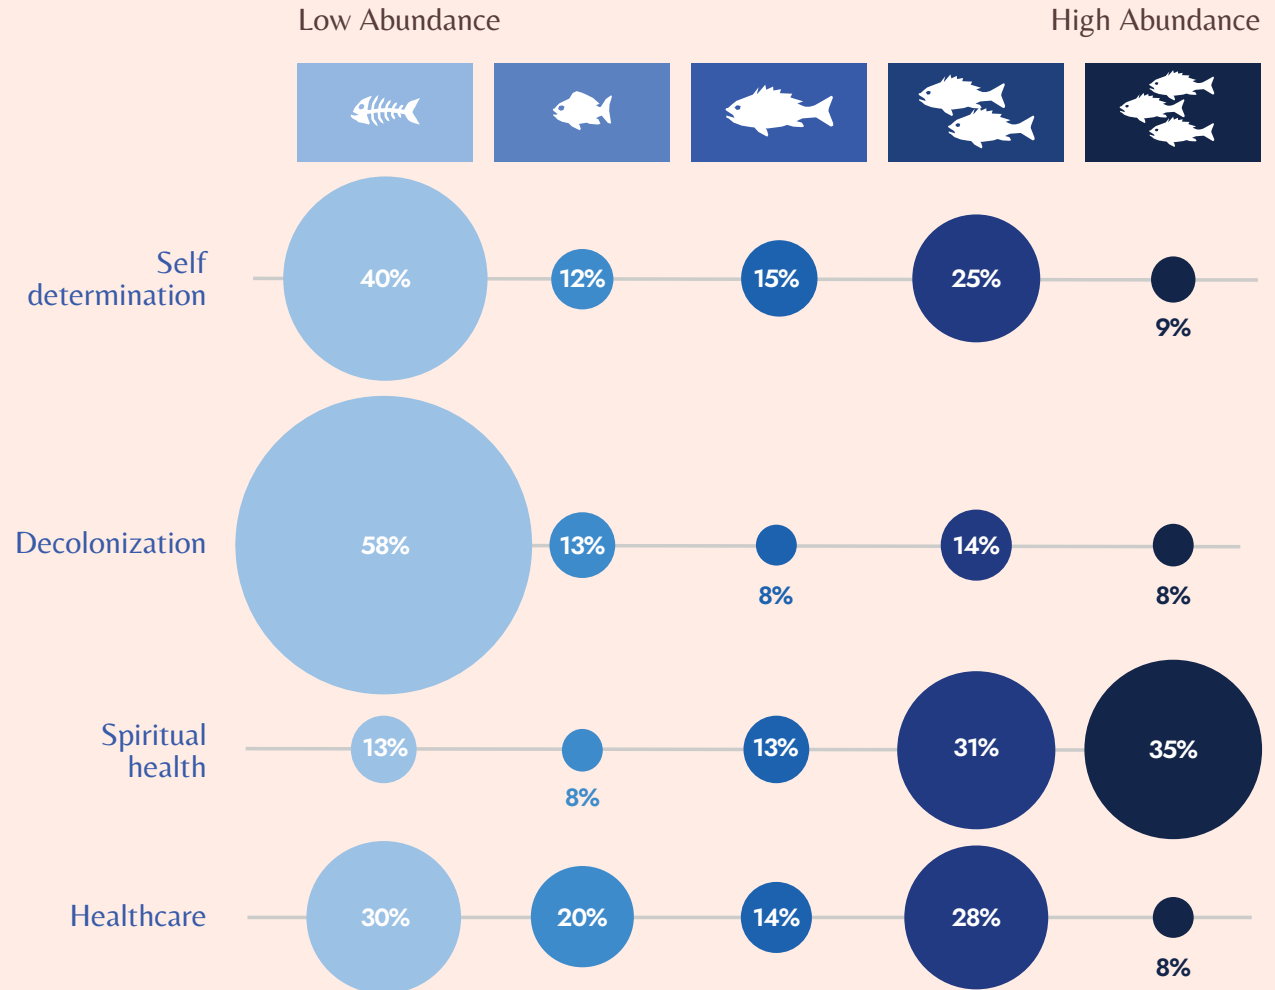 Low Abundance
High Abundance
Self
determination
40%
12%
15%
25%
9%
Decolonization
58%
13%
8%
14%
8%
Spiritual
health
13%
8%
13%
31%
35%
Healthcare
30%
20%
14%
28%
8%